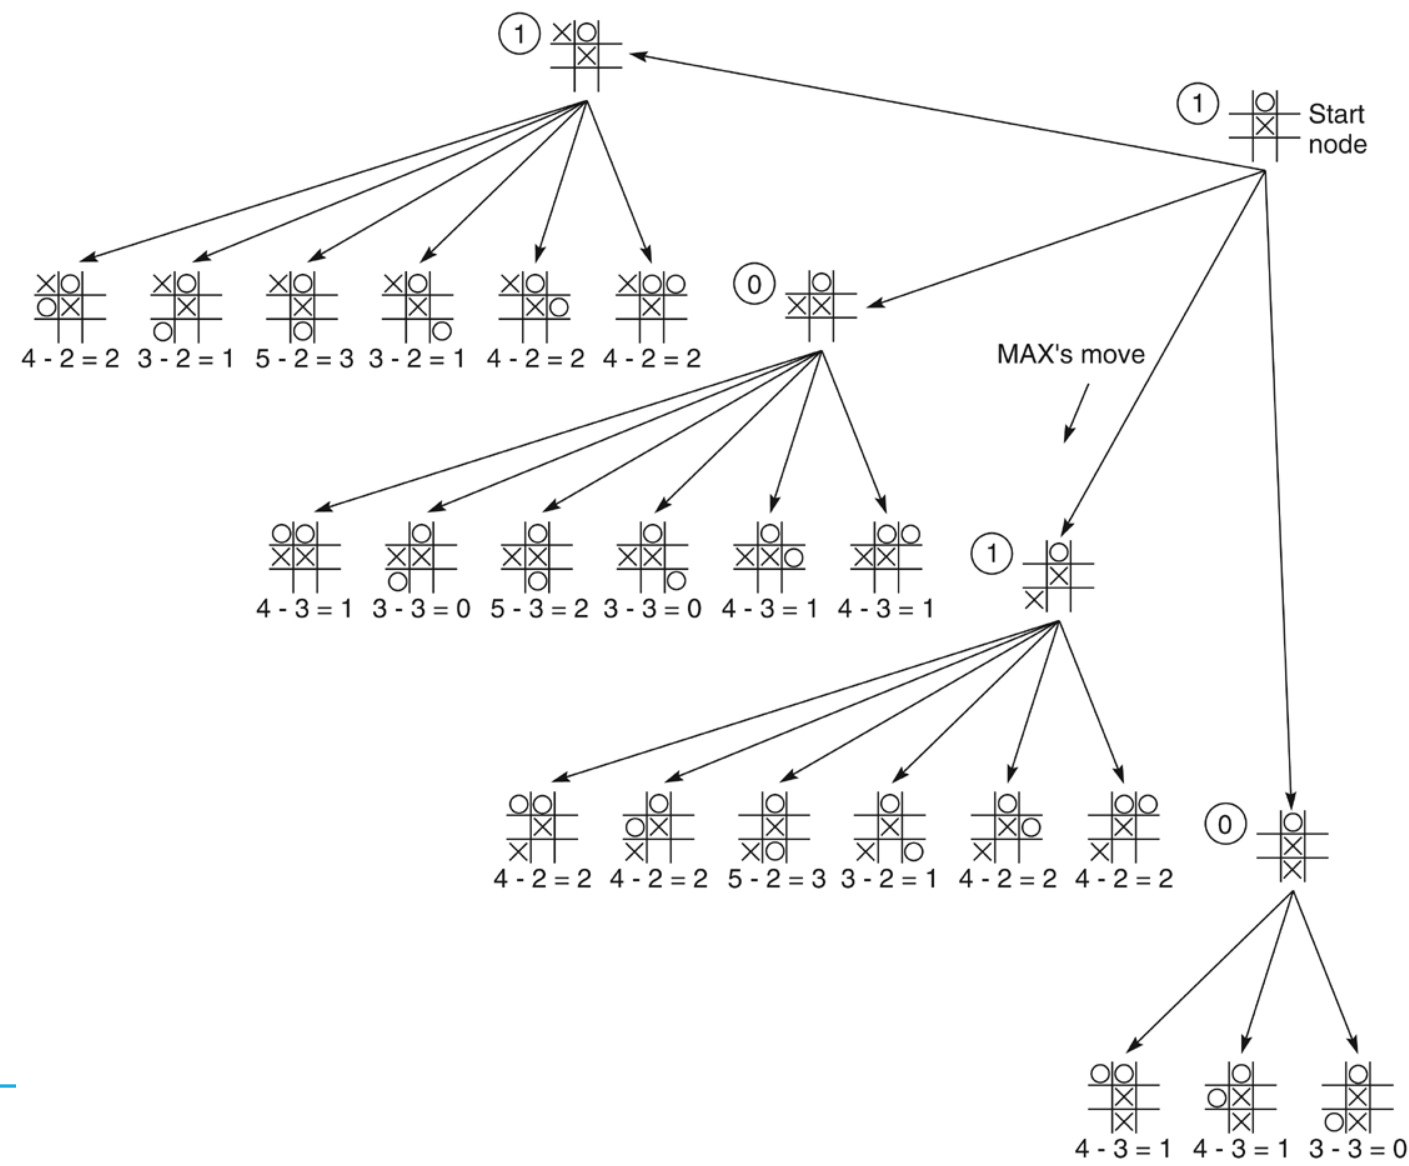 1
1
Start
node
4 - 2 = 2 3 - 2 = 1 5 - 2 = 3 3 - 2 = 1 4 - 2 = 2 4 - 2 = 2
0
MAX's move
4 - 3 = 1 3 - 3 = 0 5 - 3 = 2 3 - 3 = 0 4 - 3 = 1 4 - 3 = 1
1
4 - 2 = 2 4 - 2 = 2 5 - 2 = 3 3 - 2 = 1 4 - 2 = 2 4 - 2 = 2
0
4 - 3 = 1 4 - 3 = 1 3 - 3 = 0